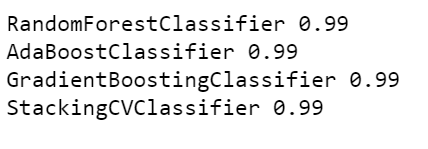 RandomForestClassifier 0.99
AdaBoostClassifier 0.99
GradientBoostingClassifier 0.99
StackingCVClassifier 0.99